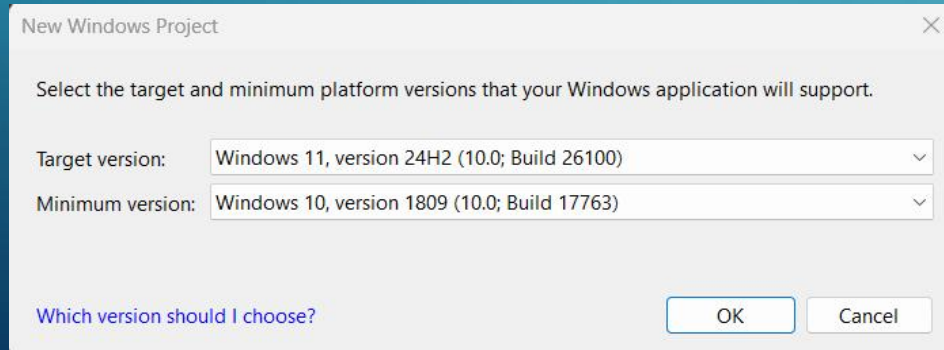 New Windows Project
Select the target and minimum platform versions that your Windows application will support.
Target version: Windows 11, version 24H2 (10.0; Build 26100)
Minimum version: Windows 10, version 1809 (10.0; Build 17763)
Which version should I choose? OK Cancel